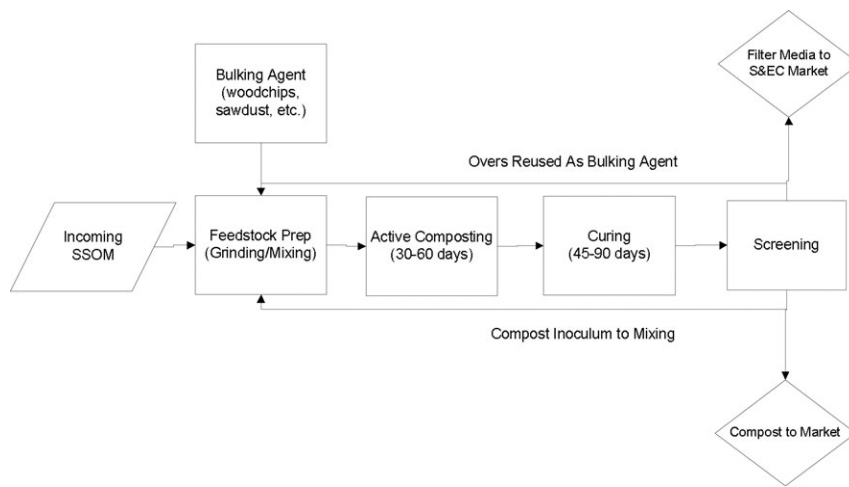 Filter Media to
S&EC Market
Bulking Agent
(woodchips,
sawdust, etc.)
Overs Reused As Bulking Agent
Incoming
SSOM
Feedstock Prep
(Grinding/Mixing)
Active Composting
(30-60 days)
Curing
(45-90 days)
Screening
Compost Inoculum to Mixing
Compost to Market